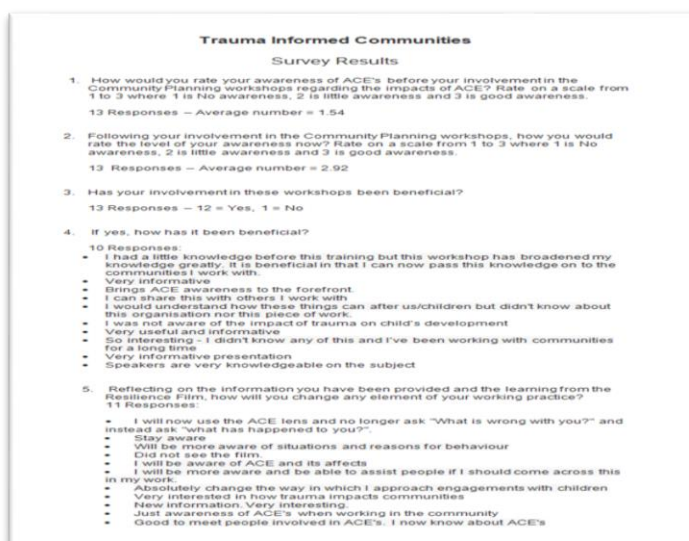 Trauma Informed Communities
Survey Results
1. How would you rate your awareness of ACE's before your involvement in the
Community Planning workshops regarding the impacts of ACE? Rate on a scale from
1 to 3 where 1 is No awareness, 2 is little awareness and 3 is good awareness.
13 Responses – Average number = 1.54
2. Following your involvement in the Community Planning workshops, how you would
rate the level of your awareness now? Rate on a scale from 1 to 3 where 1 is No
awareness, 2 is little awareness and 3 is good awareness.
13 Responses – Average number = 2.92
3. Has your involvement in these workshops been beneficial?
13 Responses – 12 = Yes, 1 = No
4. If yes, how has it been beneficial?
10 Responses:
• I had a little knowledge before this training but this workshop has broadened my
knowledge greatly. It is beneficial in that I can now pass this knowledge on to the
communities I work with.
• Very informative
• Brings ACE awareness to the forefront.
• I can share this with others I work with
• I would understand how these things can after us/children but didn't know about
this organisation nor this piece of work.
• I was not aware of the impact of trauma on child's development
• Very useful and informative
• So interesting - I didn't know any of this and I've been working with communities
for a long time
• Very informative presentation
• Speakers are very knowledgeable on the subject
5. Reflecting on the information you have been provided and the learning from the
Resilience Film, how will you change any element of your working practice?
11 Responses:
• I will now use the ACE lens and no longer ask "What is wrong with you?" and
instead ask "what has happened to you?".
• Stay aware
• Will be more aware of situations and reasons for behaviour
• Did not see the film.
• I will be aware of ACE and its affects
• I will be more aware and be able to assist people if I should come across this
in my work.
• Absolutely change the way in which I approach engagements with children
• Very interested in how trauma impacts communities
• New information. Very interesting.
• Just awareness of ACE's when working in the community
• Good to meet people involved in ACE's. I now know about ACE's